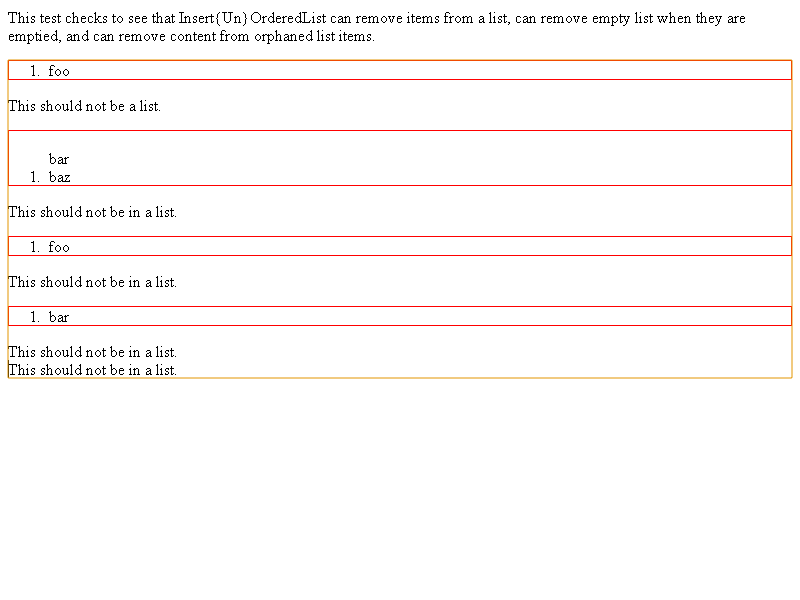 This test checks to see that Insert{Un}OrderedList can remove items from a list, can remove empty list when they are
emptied, and can remove content from orphaned list items.
1. foo
This should not be a list.
bar
1. baz
This should not be in a list.
1. foo
This should not be in a list.
1. bar
This should not be in a list.
This should not be in a list.